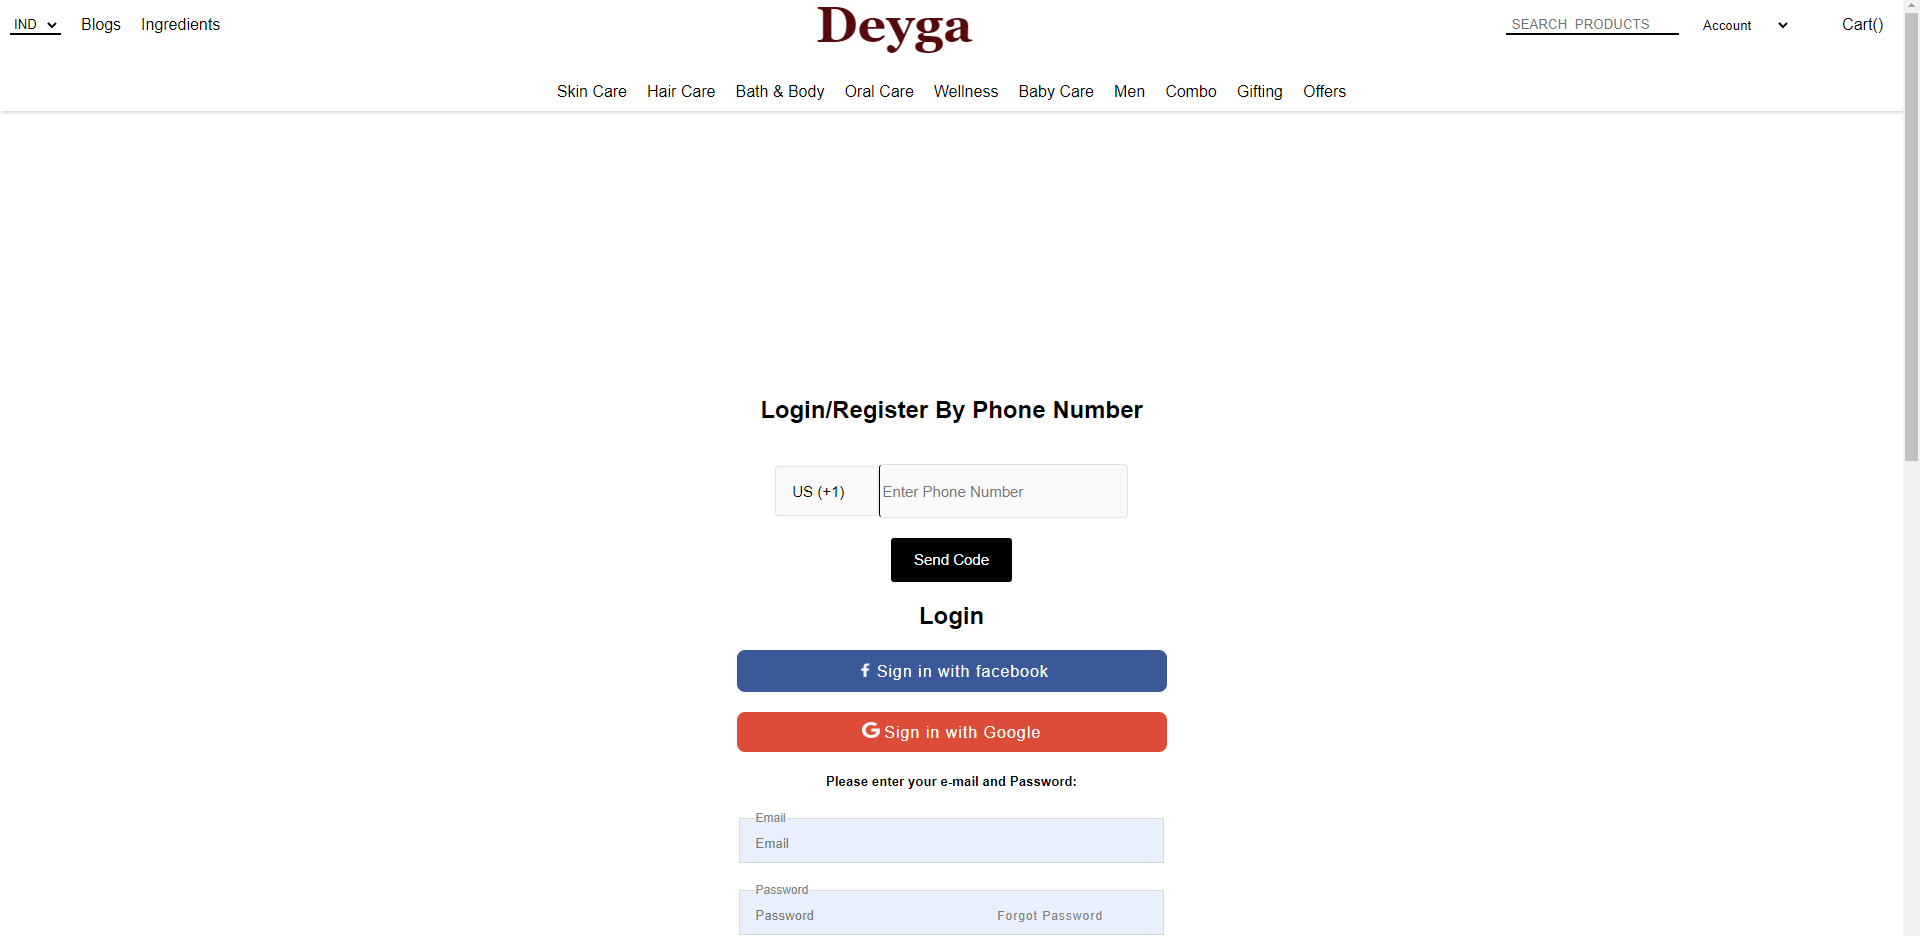 IND Blogs Ingredients Deyga SEARCH PRODUCTS Account Cart()
Skin Care Hair Care Bath & Body Oral Care Wellness Baby Care Men Combo Gifting Offers
Login/Register By Phone Number
US (+1) Enter Phone Number
Send Code
Login
Sign in with facebook
Sign in with Google
Please enter your e-mail and Password:
Email
Email
Password
Password Forgot Password